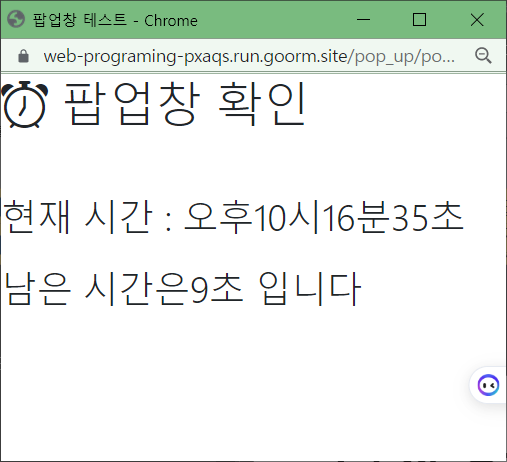 팝업창 테스트 - Chrome
web-programing-pxaqs.run.goorm.site/pop_up/po...
팝업창 확인
현재 시간 : 오후10시16분35초
남은 시간은9초 입니다